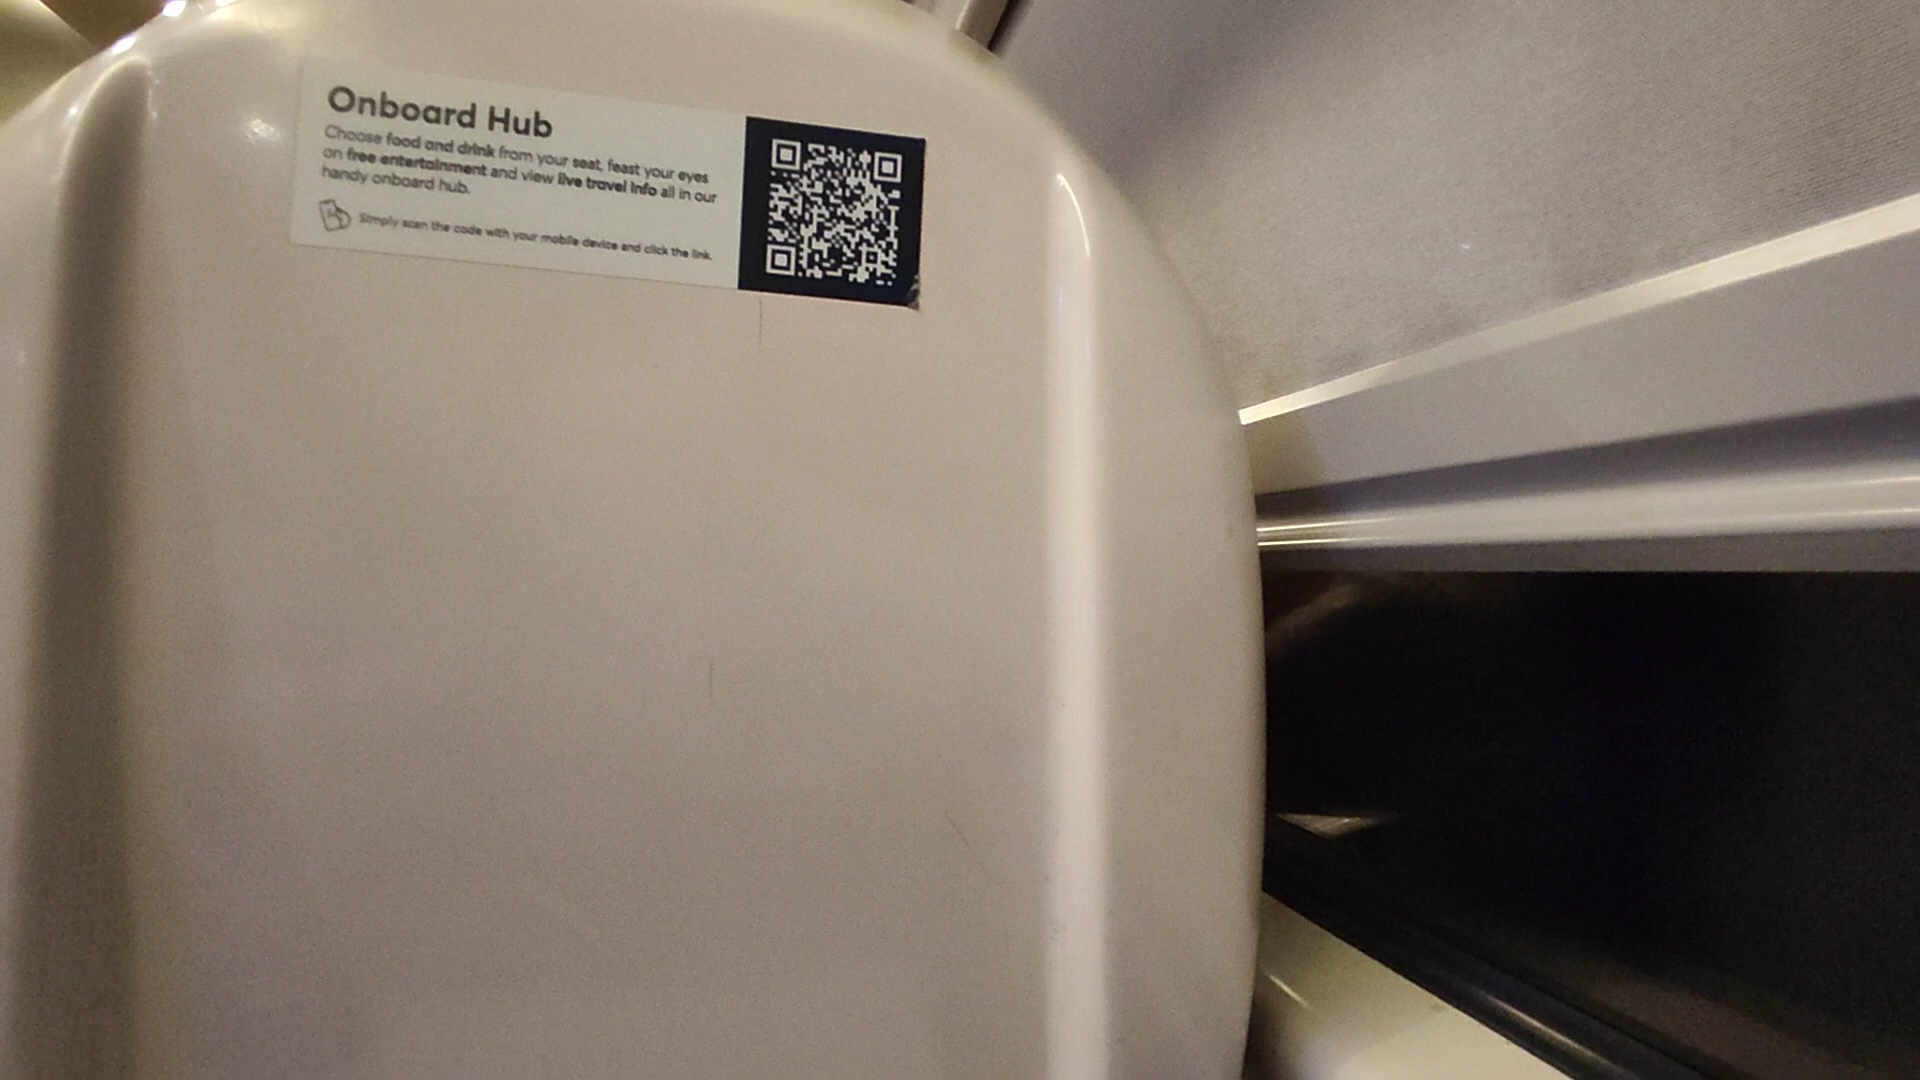 Onboard Hub
Choose food and drink from your seat, feast your eyes
on free entertainment and view live travel info all in our
handy onboard hub.
Simply scan the code with your mobile device and click the link.